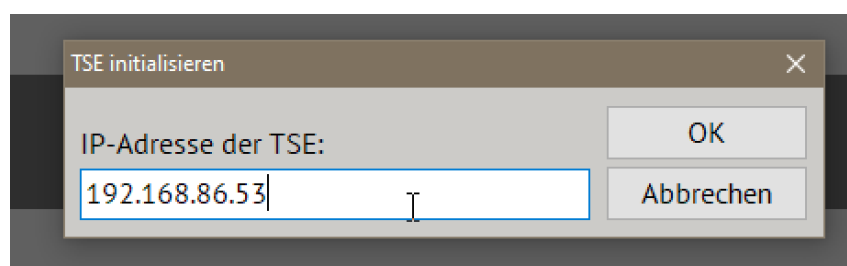 TSE initialisieren
IP-Adresse der TSE:
OK
192.168.86.53
Abbrechen